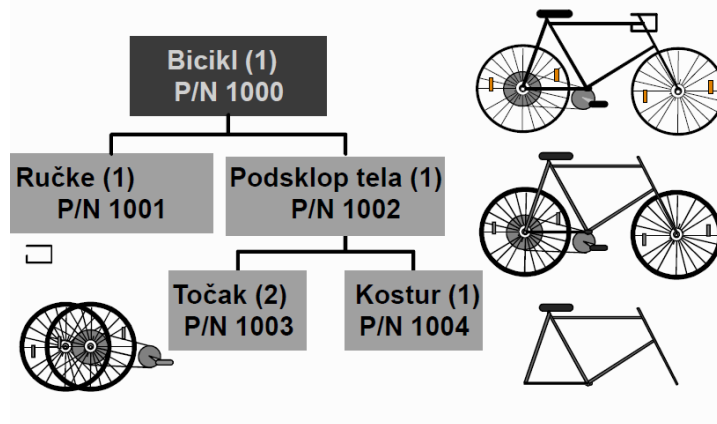 Bicikl (1)
P/N 1000
Ručke (1)
P/N 1001
Podsklop tela (1)
P/N 1002
Točak (2)
P/N 1003
Kostur (1)
P/N 1004